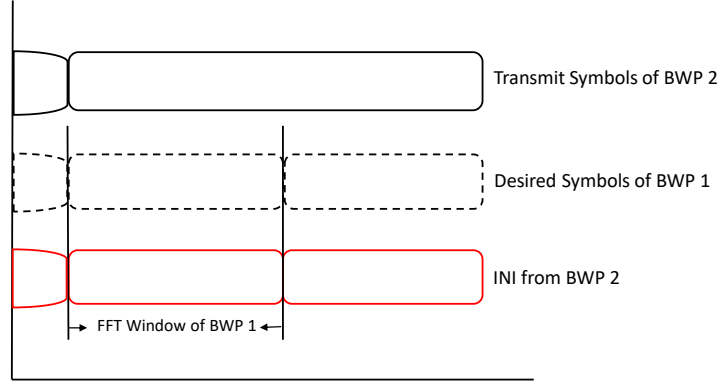 Transmit Symbols of BWP 2
Desired Symbols of BWP 1
INI from BWP 2
FFT Window of BWP 1